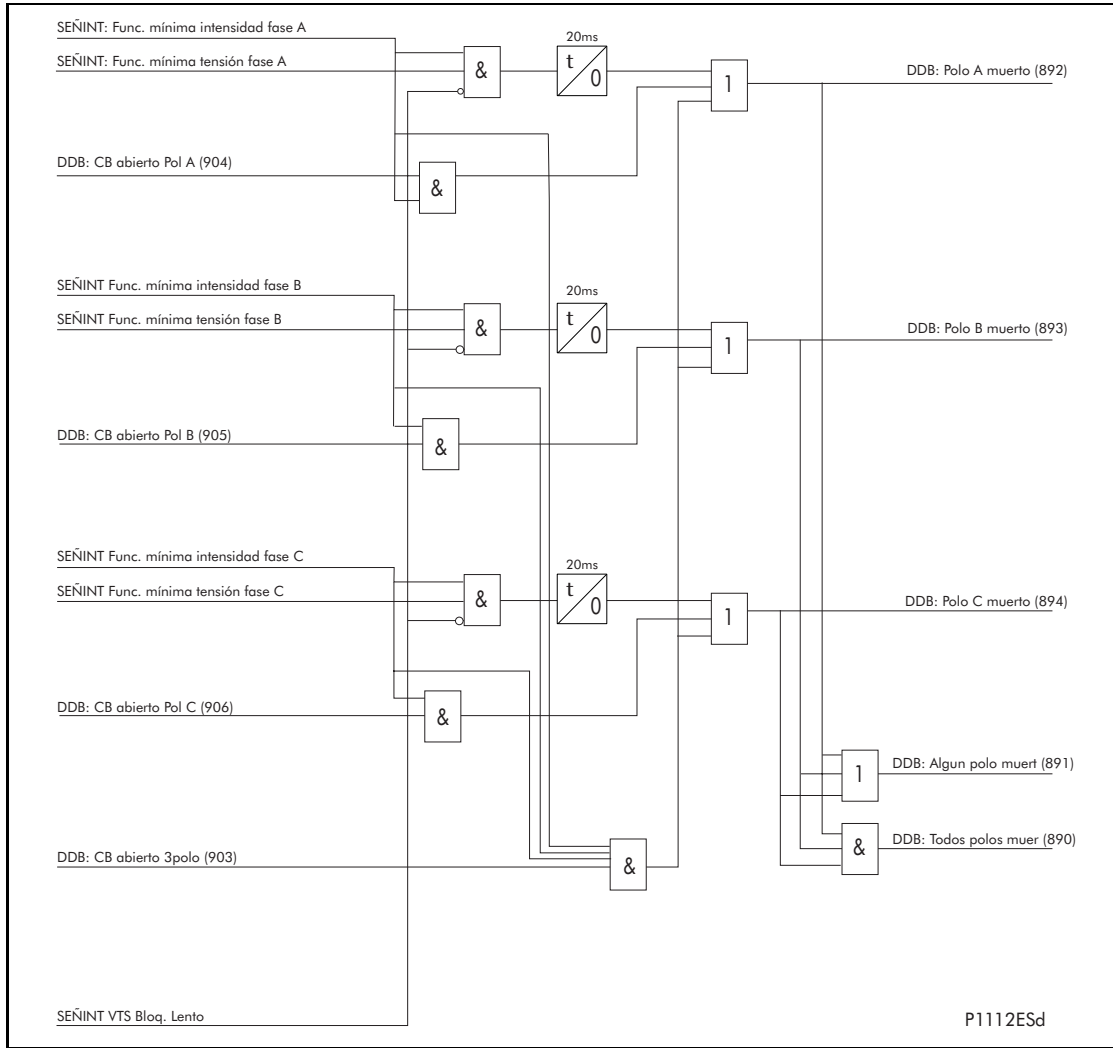 SEÑINT: Func. mínima intensidad fase A
20ms
SEÑINT: Func. mínima tensión fase A
&
t
0
1
DDB: Polo A muerto (892)
DDB: CB abierto Pol A (904)
&
SEÑINT Func. mínima intensidad fase B
20ms
SEÑINT Func. mínima tensión fase B
&
t
0
1
DDB: Polo B muerto (893)
DDB: CB abierto Pol B (905)
&
SEÑINT Func. mínima intensidad fase C
20ms
SEÑINT Func. mínima tensión fase C
&
t
0
1
DDB: Polo C muerto (894)
DDB: CB abierto Pol C (906)
&
1
DDB: Algun polo muert (891)
&
DDB: Todos polos muer (890)
DDB: CB abierto 3polo (903)
&
SEÑINT VTS Bloq. Lento
P1112ESd